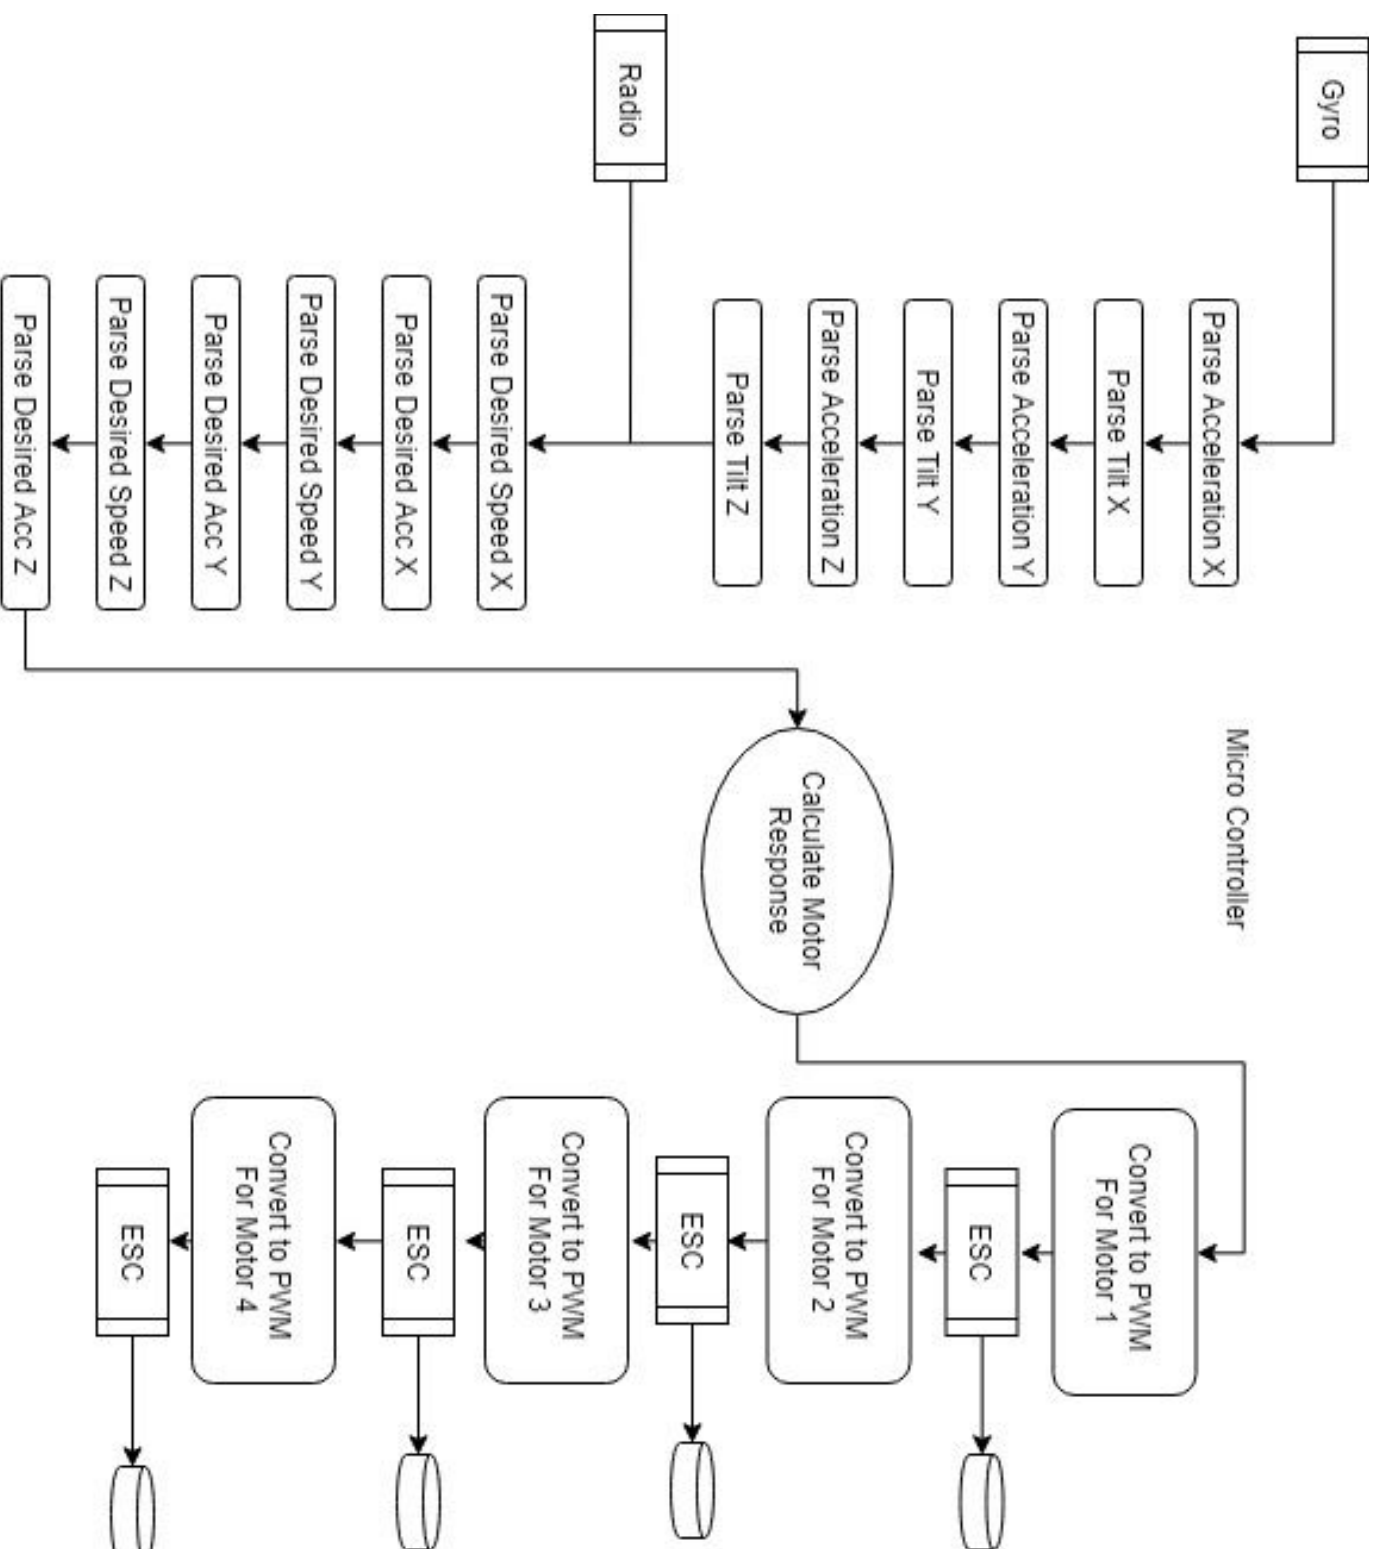 Gyro
Parse Acceleration X
Parse Tilt X
Parse Acceleration Y
Parse Tilt Y
Parse Acceleration Z
Parse Tilt Z
Radio
Parse Desired Speed X
Parse Desired Acc X
Parse Desired Speed Y
Parse Desired Acc Y
Parse Desired Speed Z
Parse Desired Acc Z
Micro Controller
Calculate Motor
Response
Convert to PWM
For Motor 1
ESC
Convert to PWM
For Motor 2
ESC
Convert to PWM
For Motor 3
ESC
Convert to PWM
For Motor 4
ESC